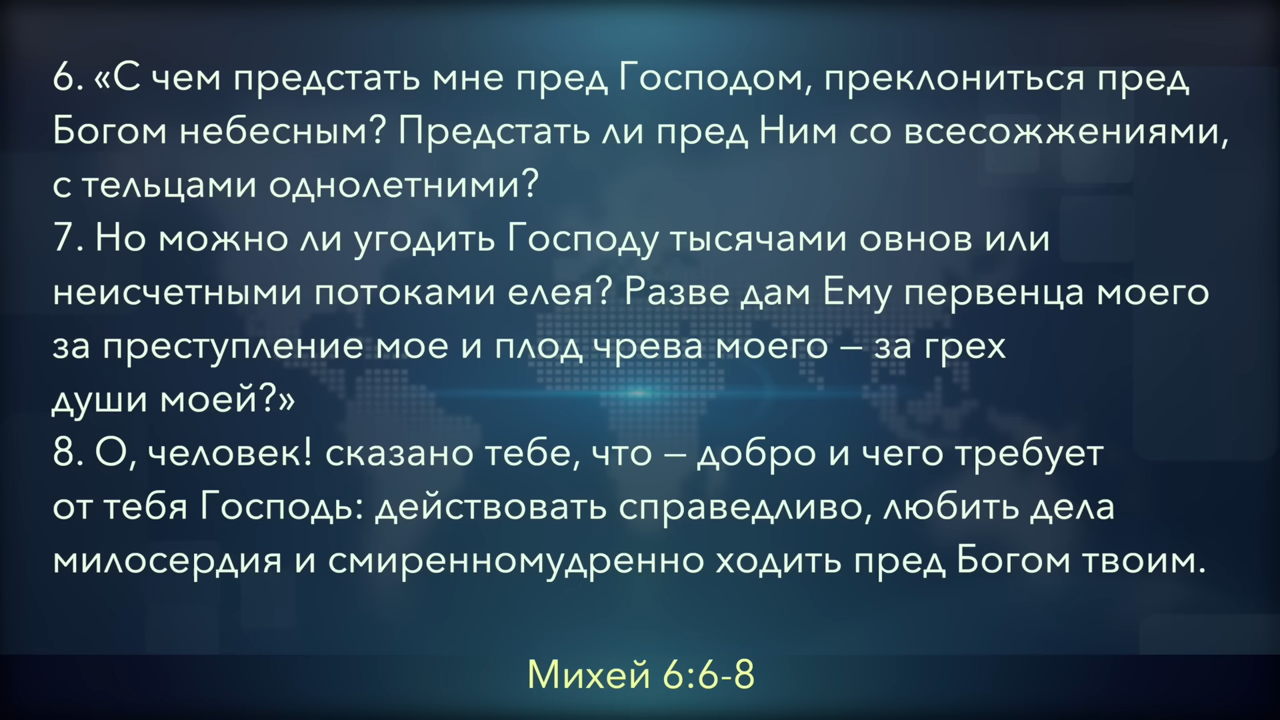 6. «С чем предстать мне пред Господом, преклониться пред
Богом небесным? Предстать ли пред Ним со всесожжениями,
с тельцами однолетними?
7. Но можно ли угодить Господу тысячами овнов или
неисчетными потоками елея? Разве дам Ему первенца моего
за преступление мое и плод чрева моего – за грех
души моей?»
8. О, человек! сказано тебе, что – добро и чего требует
от тебя Господь: действовать справедливо, любить дела
милосердия и смиренномудренно ходить пред Богом твоим.
Михей 6:6-8